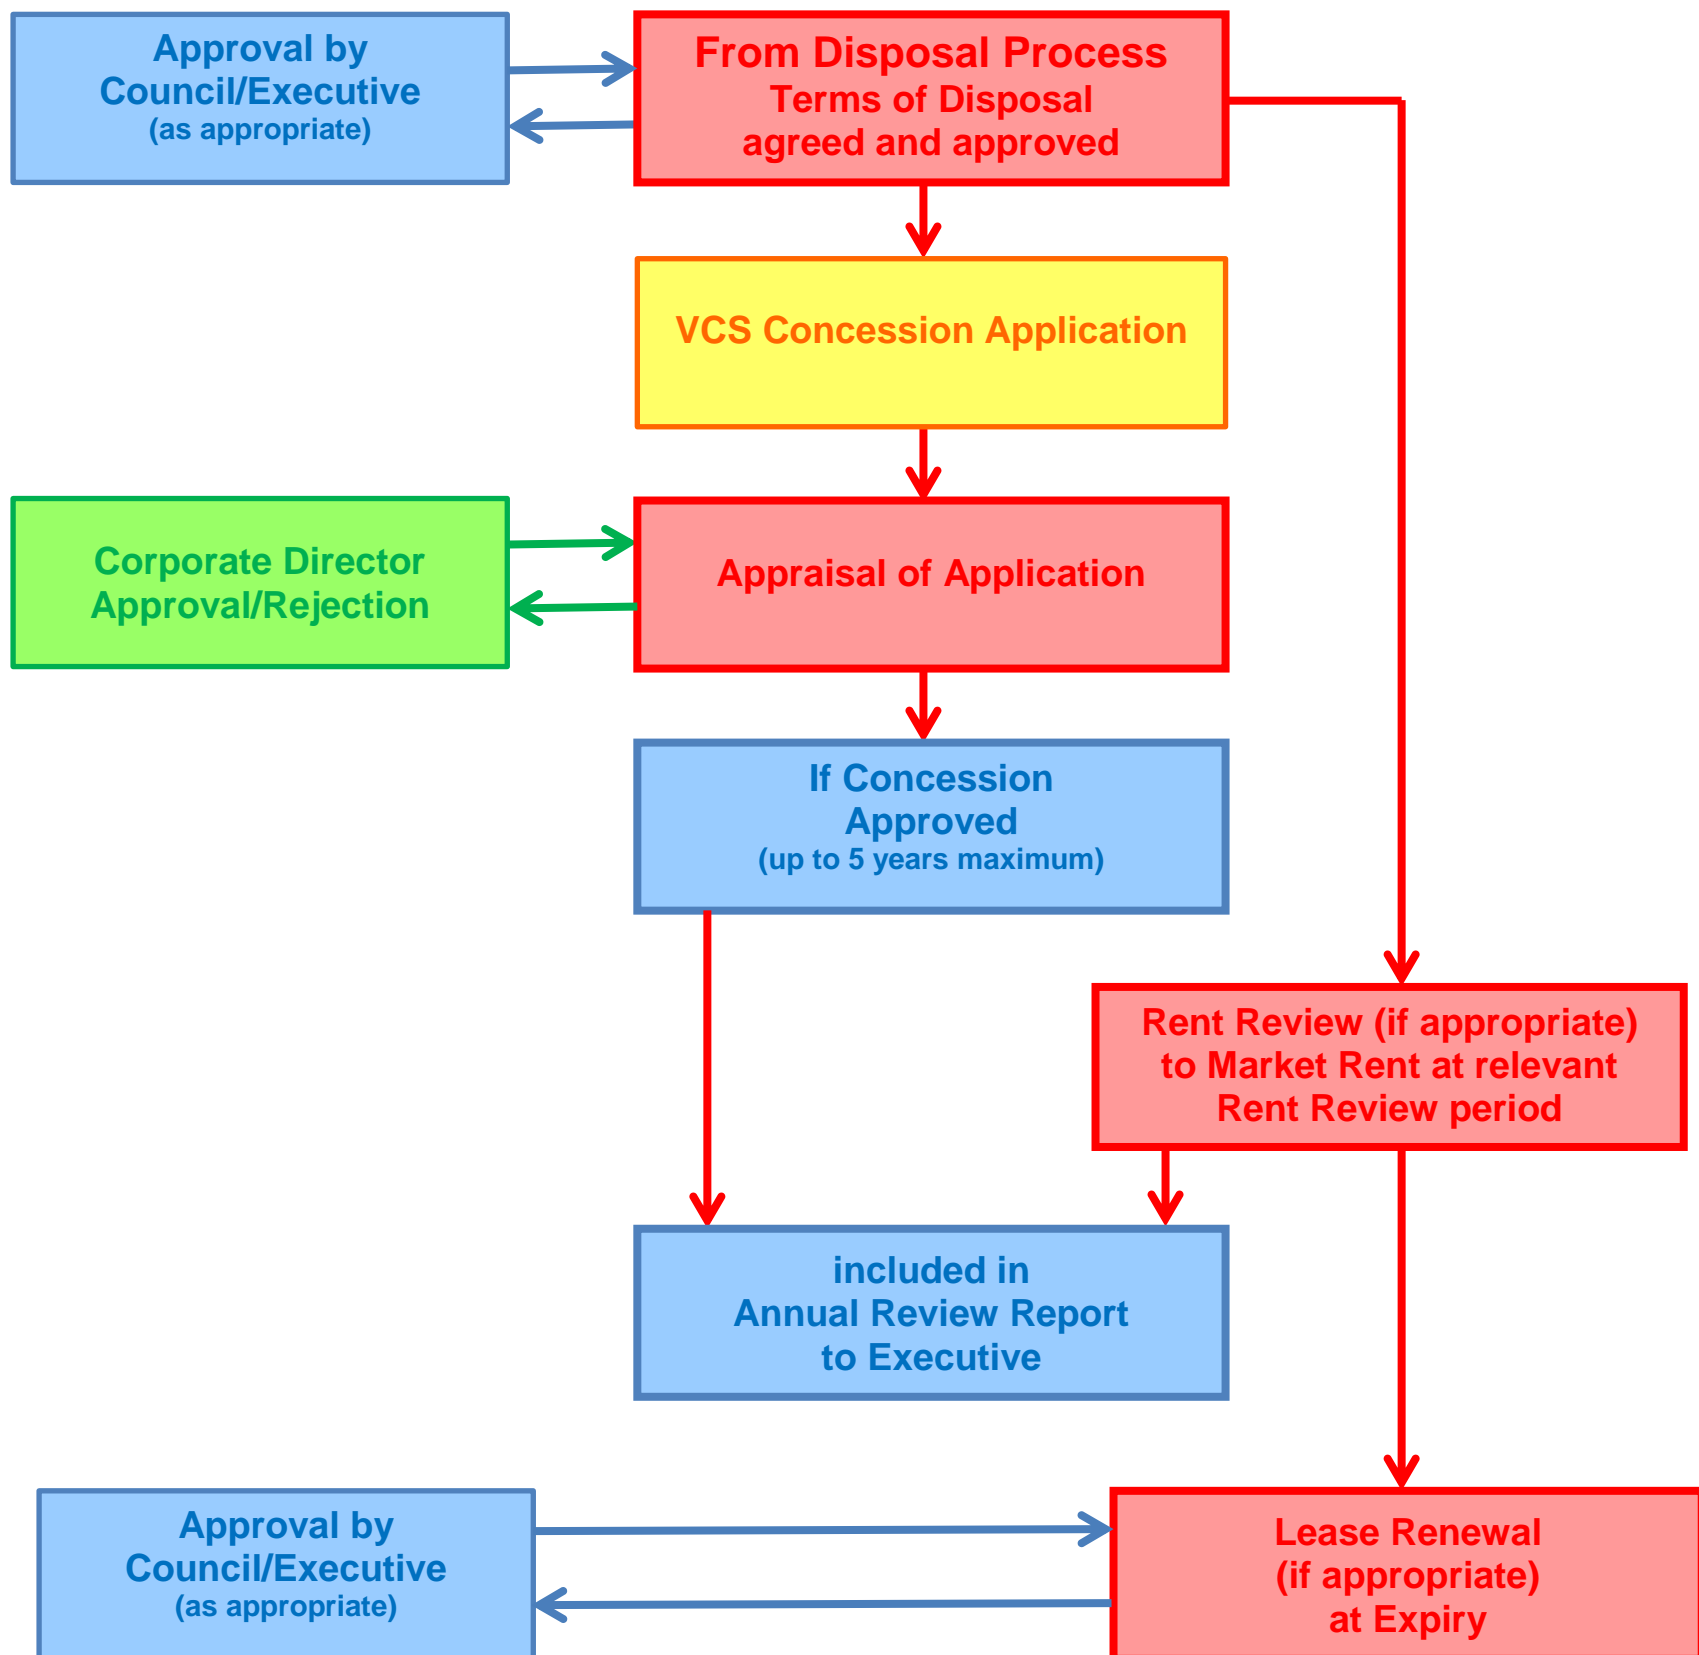 Approval by
Council/Executive
(as appropriate)
From Disposal Process
Terms of Disposal
agreed and approved
VCS Concession Application
Corporate Director
Approval/Rejection
Appraisal of Application
If Concession
Approved
(up to 5 years maximum)
Rent Review (if appropriate)
to Market Rent at relevant
Rent Review period
included in
Annual Review Report
to Executive
Approval by
Council/Executive
(as appropriate)
Lease Renewal
(if appropriate)
at Expiry